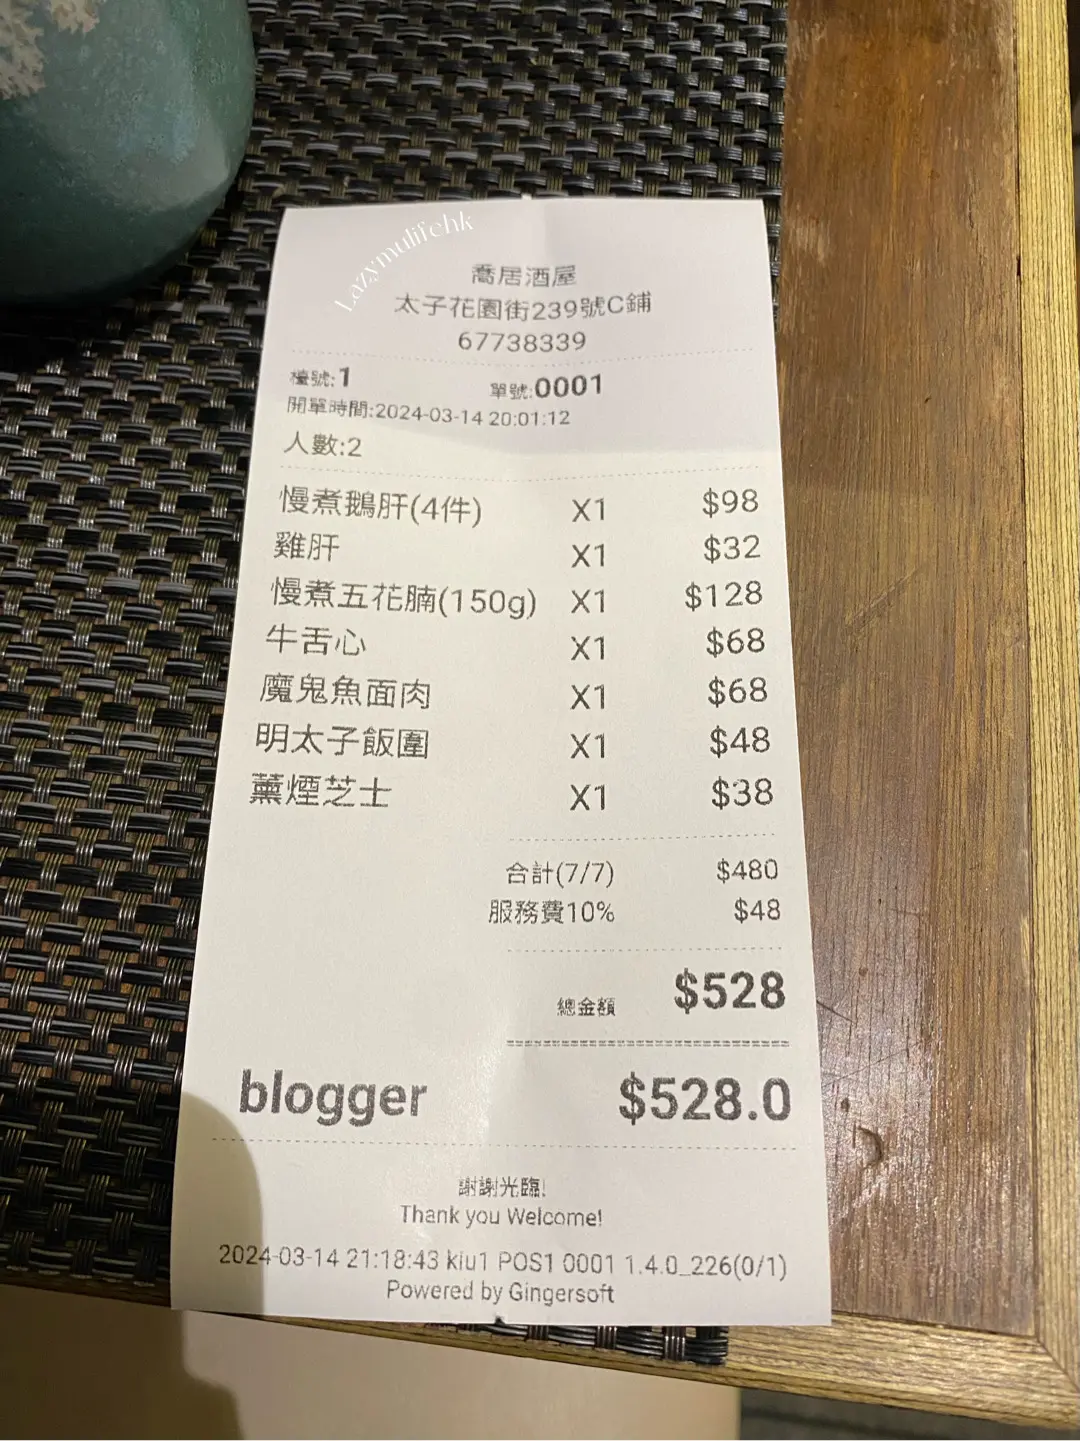 Lazymulifehk
喬居酒屋
太子花園街239號C鋪
67738339
檯號:1 單號:0001
開單時間:2024-03-14 20:01:12
人數:2
慢煮鵝肝(4件) X1 $98
雞肝 X1 $32
慢煮五花腩(150g) X1 $128
牛舌心 X1 $68
魔鬼魚面肉 X1 $68
明太子飯圍 X1 $48
薰煙芝士 X1 $38
合計(7/7) $480
服務費10% $48
總金額 $528
blogger $528.0
謝謝光臨!
Thank you Welcome!
2024-03-14 21:18:43 kiu1 POS1 0001 1.4.0_226(0/1)
Powered by Gingersoft